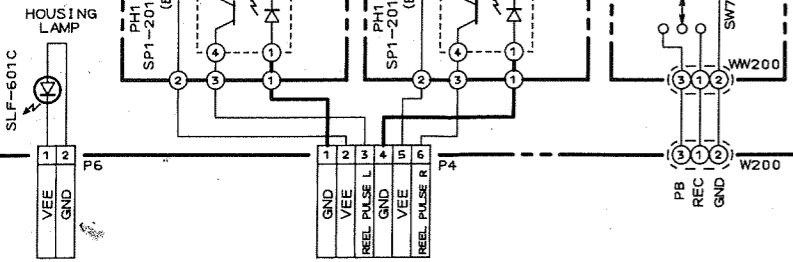 HOUSING
LAMP
SLF-601C
PH1
SP1-201
4 1
2 3 1
PH1
SP1-201
4 1
2 3 1
SW7
WW200
3 1 2
1 2
P6
VEE
GND
1 2 3 4 5 6
P4
GND
VEE
REEL PULSE L
GND
VEE
REEL PULSE R
3 1 2
W200
PB
REC
GND